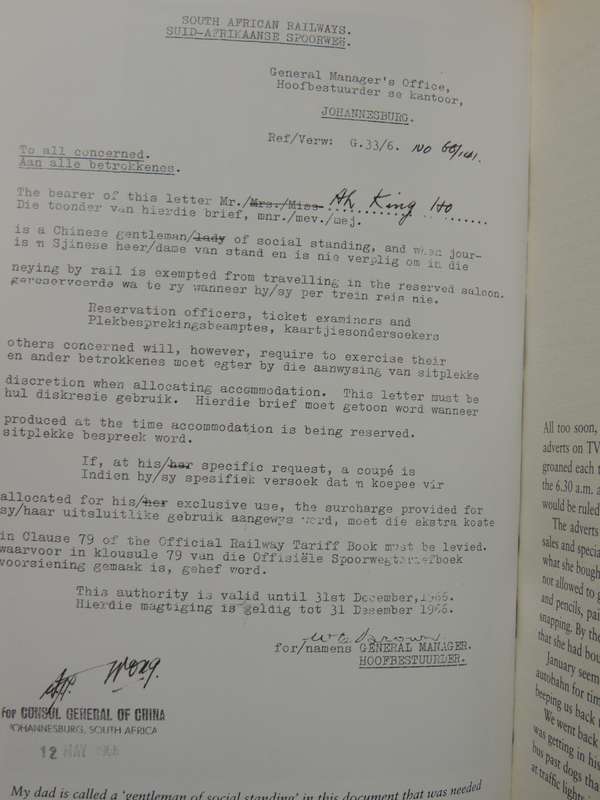 SOUTH AFRICAN RAILWAYS.
SUID-AFRIKAANSE SPOORWEG.
General Manager's Office,
Hoofbestuurder se kantoor,
JOHANNESBURG.
Ref/Verw: G.33/6. NO 60/141.
To all concerned.
Aan alle betrokkenes.
The bearer of this letter Mr./Mrs./Miss Ah King Ho
Die toonder van hierdie brief, mnr./mev./mej.
is a Chinese gentleman/lady of social standing, and when jour-
is 'n Sjinese heer/dame van stand en is nie verplig om in die
neying by rail is exempted from travelling in the reserved saloon.
gereserveerde wa te ry wanneer hy/sy per trein reis nie.
Reservation officers, ticket examiners and
Plekbesprekingsbeamptes, kaartjiesondersoekers
others concerned will, however, require to exercise their
en ander betrokkenes moet egter by die aanwysing van sitplekke
discretion when allocating accommodation. This letter must be
hul diskresie gebruik. Hierdie brief moet getoon word wanneer
produced at the time accommodation is being reserved.
sitplekke bespreek word.
If, at his/her specific request, a coupé is
Indien hy/sy spesifiek versoek dat 'n koepee vir
allocated for his/her exclusive use, the surcharge provided for
sy/haar uitsluitlike gebruik aangewys word, moet die ekstra koste
in Clause 79 of the Official Railway Tariff Book must be levied.
waarvoor in klousule 79 van die Offisiële Spoorwegtariefboek
voorsiening gemaak is, gehef word.
This authority is valid until 31st December, 1966.
Hierdie magtiging is geldig tot 31 Desember 1966.
for/namens GENERAL MANAGER.
HOOFBESTUURDER.
Wong.
For CONSUL GENERAL OF CHINA
JOHANNESBURG, SOUTH AFRICA
12 MAY
My dad is called a 'gentleman of social standing' in this document that was needed
All too soon,
adverts on TV
groaned each
the 6.30 a.m.
would be ruled
The adverts
sales and
what she bough
not allowed to
and pencils,
snapping. By the
that she had
January seem
autobahn for
beeping us back
We went back
was getting in his
bus past dogs
at traffic lights